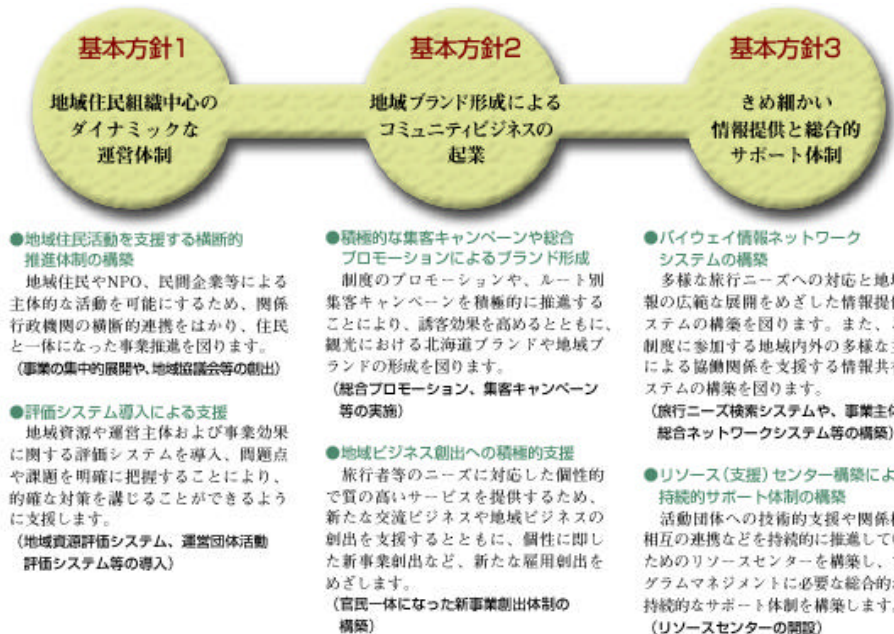 基本方針1
地域住民組織中心の
ダイナミックな
運営体制
●地域住民活動を支援する横断的
推進体制の構築
地域住民やNPO、民間企業等による
主体的な活動を可能にするため、関係
行政機関の横断的連携をはかり、住民
と一体になった事業推進を図ります。
(事業の集中的展開や、地域協議会等の創出)
●評価システム導入による支援
地域資源や運営主体および事業効果
に関する評価システムを導入、問題点
や課題を明確に把握することにより、
的確な対策を講じることができるよう
に支援します。
(地域資源評価システム、運営団体活動
評価システム等の導入)
基本方針2
地域ブランド形成による
コミュニティビジネスの
起業
●積極的な集客キャンペーンや総合
プロモーションによるブランド形成
制度のプロモーションや、ルート別
集客キャンペーンを積極的に推進する
ことにより、誘客効果を高めるとともに、
観光における北海道ブランドや地域ブ
ランドの形成を図ります。
(総合プロモーション、集客キャンペーン
等の実施)
●地域ビジネス創出への積極的支援
旅行者等のニーズに対応した個性的
で質の高いサービスを提供するため、
新たな交流ビジネスや地域ビジネスの
創出を支援するとともに、個性に即し
た新事業創出など、新たな雇用創出を
めざします。
(官民一体になった新事業創出体制の
構築)
基本方針3
きめ細かい
情報提供と総合的
サポート体制
●バイウェイ情報ネットワーク
システムの構築
多様な旅行ニーズへの対応と地
報の広範な展開をめざした情報提
ステムの構築を図ります。また、
制度に参加する地域内外の多様な
による協働関係を支援する情報共
ステムの構築を図ります。
(旅行ニーズ検索システムや、事業主
総合ネットワークシステム等の構築)
●リソース(支援)センター構築によ
持続的サポート体制の構築
活動団体への技術的支援や関係
相互の連携などを持続的に推進してい
ためのリソースセンターを構築し、
グラムマネジメントに必要な総合的
持続的なサポート体制を構築します。
(リソースセンターの開設)